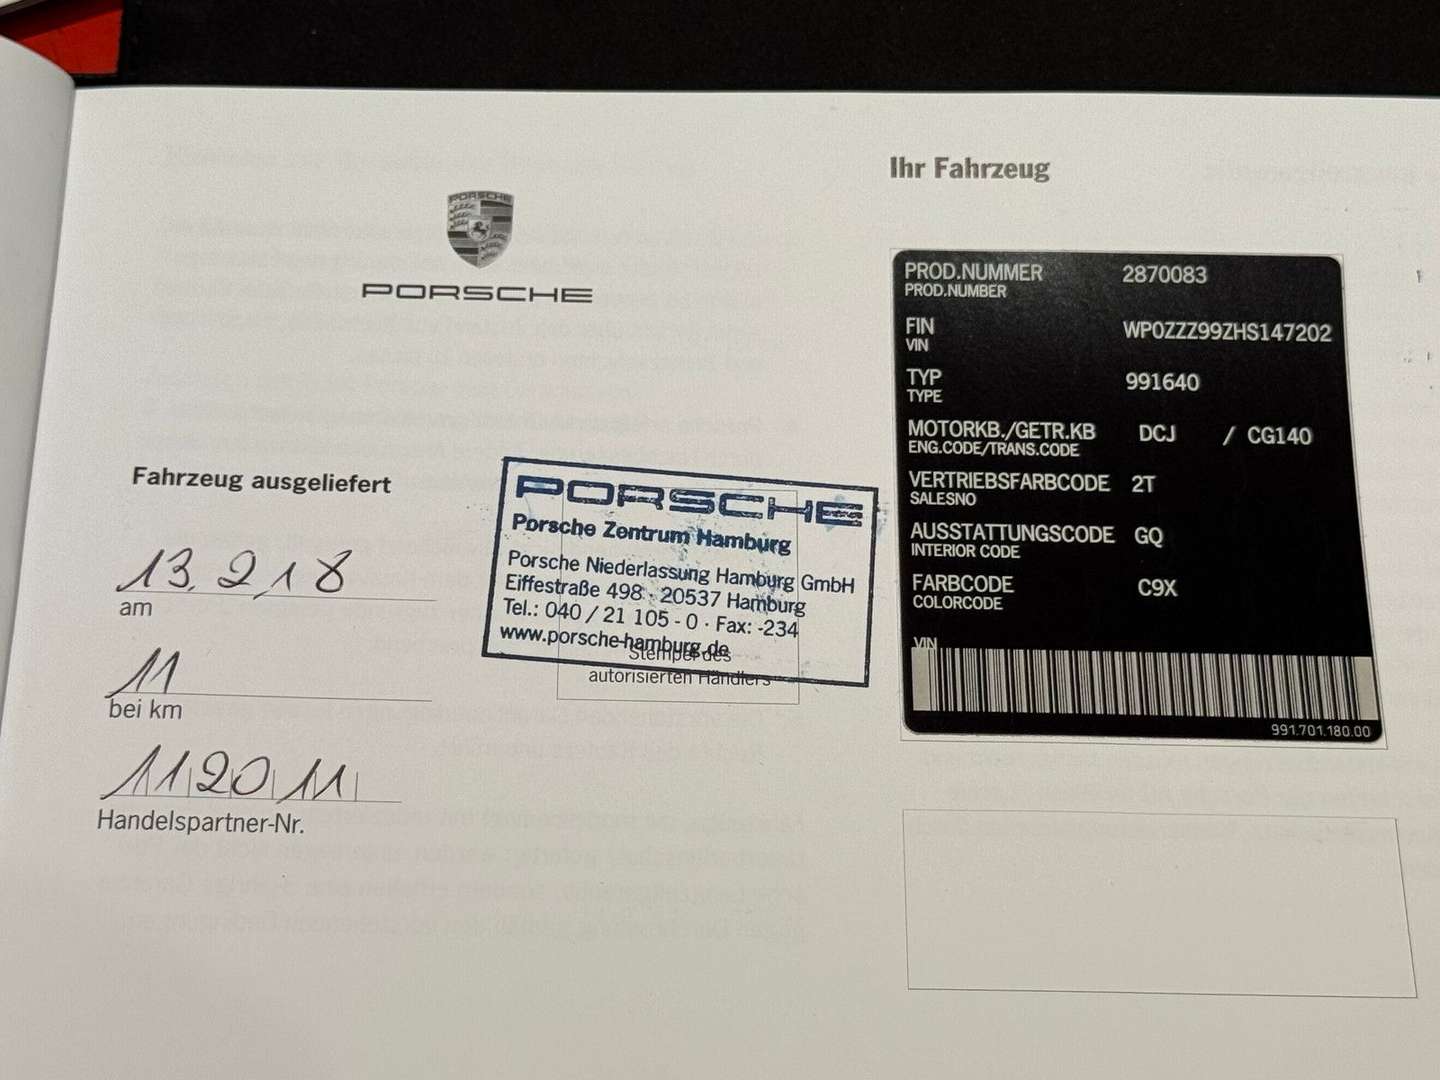 PORSCHE
PORSCHE
Fahrzeug ausgeliefert
13.2.18
am
11
bei km
1120 11
Handelspartner-Nr.
PORSCHE
Porsche Zentrum Hamburg
Porsche Niederlassung Hamburg GmbH
Eiffestraße 498 · 20537 Hamburg
Tel.: 040 / 21 105 - 0 · Fax: -234
www.porsche-hamburg.de
Stempel des
autorisierten Händlers
Ihr Fahrzeug
PROD.NUMMER 2870083
PROD.NUMBER
FIN WP0ZZZ99ZHS147202
VIN
TYP 991640
TYPE
MOTORKB./GETR.KB DCJ / CG140
ENG.CODE/TRANS.CODE
VERTRIEBSFARBCODE 2T
SALESNO
AUSSTATTUNGSCODE GQ
INTERIOR CODE
FARBCODE C9X
COLORCODE
VIN
991.701.180.00